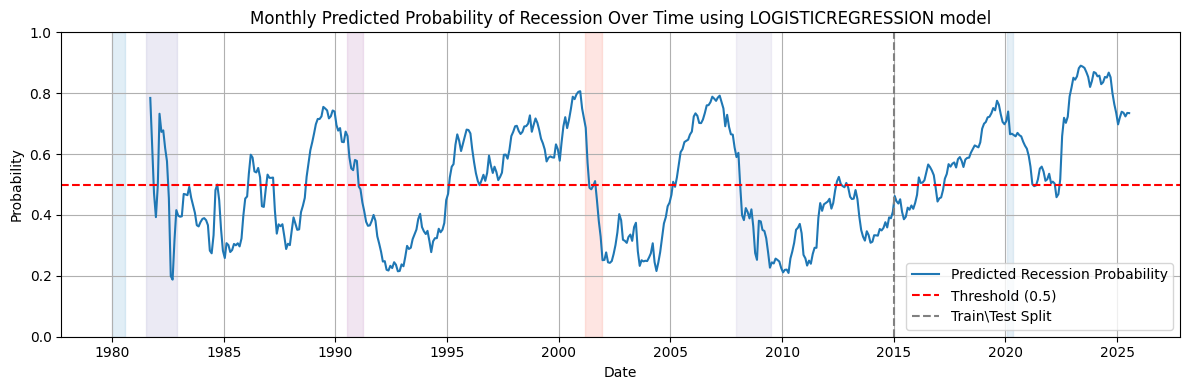 Monthly Predicted Probability of Recession Over Time using LOGISTICREGRESSION model
1.0
0.8
0.6
0.4
0.2
0.0
Probability
Predicted Recession Probability
Threshold (0.5)
Train\Test Split
1980 1985 1990 1995 2000 2005 2010 2015 2020 2025
Date